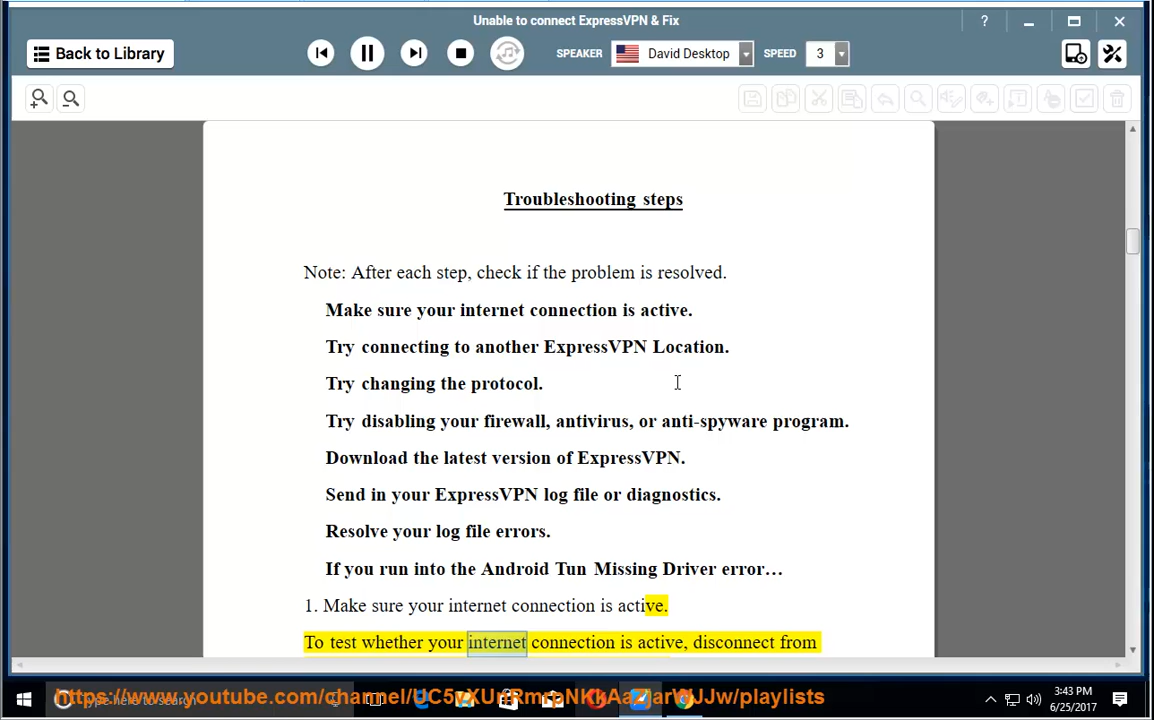 Unable to connect ExpressVPN & Fix
?
Back to Library
SPEAKER
David Desktop
SPEED
3
Troubleshooting steps
Note: After each step, check if the problem is resolved.
Make sure your internet connection is active.
Try connecting to another ExpressVPN Location.
Try changing the protocol.
Try disabling your firewall, antivirus, or anti-spyware program.
Download the latest version of ExpressVPN.
Send in your ExpressVPN log file or diagnostics.
Resolve your log file errors.
If you run into the Android Tun Missing Driver error…
1. Make sure your internet connection is active.
To test whether your internet connection is active, disconnect from
Type here to search
3:43 PM
6/25/2017